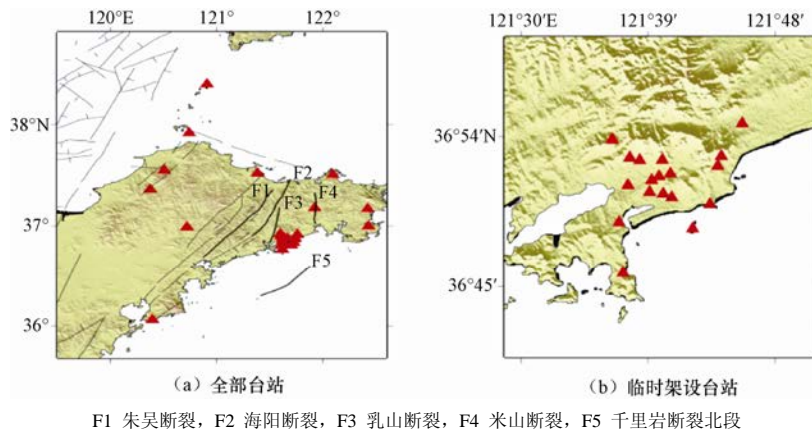 120°E 121° 122°
121°30'E 121°39' 121°48'
38°N
37°
36°
F1
F2
F3
F4
F5
36°54'N
36°45'
（a）全部台站
（b）临时架设台站
F1 朱吴断裂，F2 海阳断裂，F3 乳山断裂，F4 米山断裂，F5 千里岩断裂北段